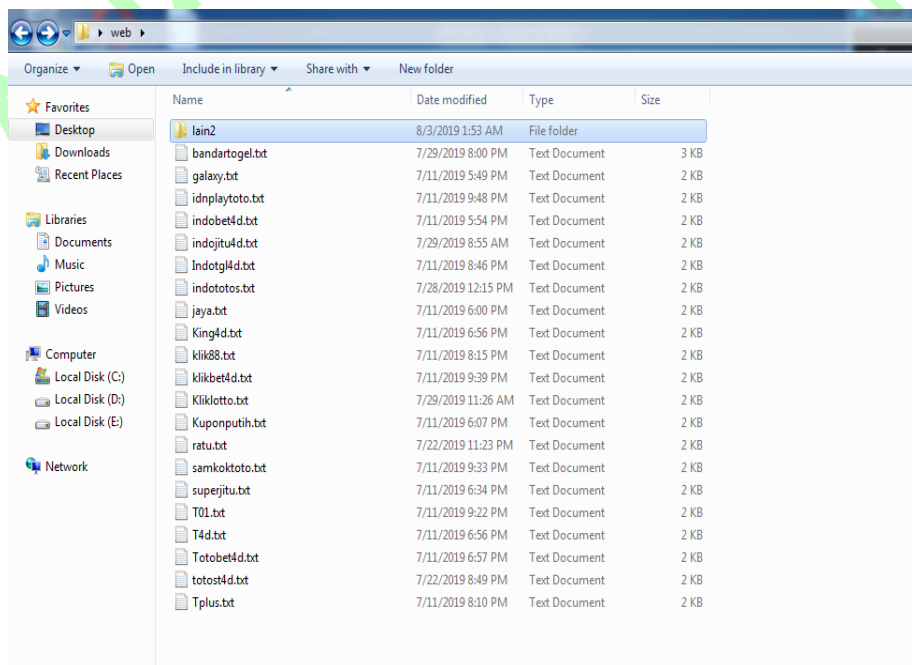 web
Organize Open Include in library Share with New folder
Favorites
Desktop
Downloads
Recent Places
Libraries
Documents
Music
Pictures
Videos
Computer
Local Disk (C:)
Local Disk (D:)
Local Disk (E:)
Network
Name Date modified Type Size
lain2 8/3/2019 1:53 AM File folder
bandartogel.txt 7/29/2019 8:00 PM Text Document 3 KB
galaxy.txt 7/11/2019 5:49 PM Text Document 2 KB
idnplaytoto.txt 7/11/2019 9:48 PM Text Document 2 KB
indobet4d.txt 7/11/2019 5:54 PM Text Document 2 KB
indojitu4d.txt 7/29/2019 8:55 AM Text Document 2 KB
Indotgl4d.txt 7/11/2019 8:46 PM Text Document 2 KB
indototos.txt 7/28/2019 12:15 PM Text Document 2 KB
jaya.txt 7/11/2019 6:00 PM Text Document 2 KB
King4d.txt 7/11/2019 6:56 PM Text Document 2 KB
klik88.txt 7/11/2019 8:15 PM Text Document 2 KB
klikbet4d.txt 7/11/2019 9:39 PM Text Document 2 KB
Kliklotto.txt 7/29/2019 11:26 AM Text Document 2 KB
Kuponputih.txt 7/11/2019 6:07 PM Text Document 2 KB
ratu.txt 7/22/2019 11:23 PM Text Document 2 KB
samkoktoto.txt 7/11/2019 9:33 PM Text Document 2 KB
superjitu.txt 7/11/2019 6:34 PM Text Document 2 KB
T01.txt 7/11/2019 9:22 PM Text Document 2 KB
T4d.txt 7/11/2019 6:56 PM Text Document 2 KB
Totobet4d.txt 7/11/2019 6:57 PM Text Document 2 KB
totost4d.txt 7/22/2019 8:49 PM Text Document 2 KB
Tplus.txt 7/11/2019 8:10 PM Text Document 2 KB